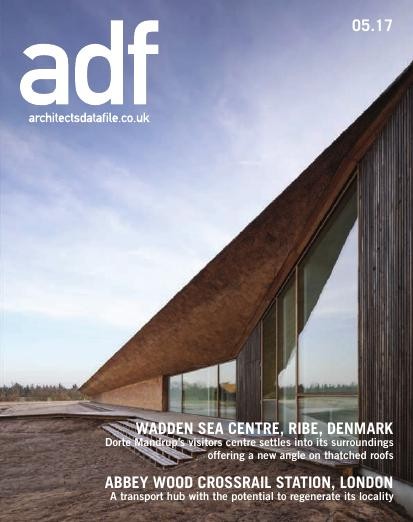 adf
05.17
architectsdatafile.co.uk
WADDEN SEA CENTRE, RIBE, DENMARK
Dorte Mandrup's visitors centre settles into its surroundings
offering a new angle on thatched roofs
ABBEY WOOD CROSSRAIL STATION, LONDON
A transport hub with the potential to regenerate its locality